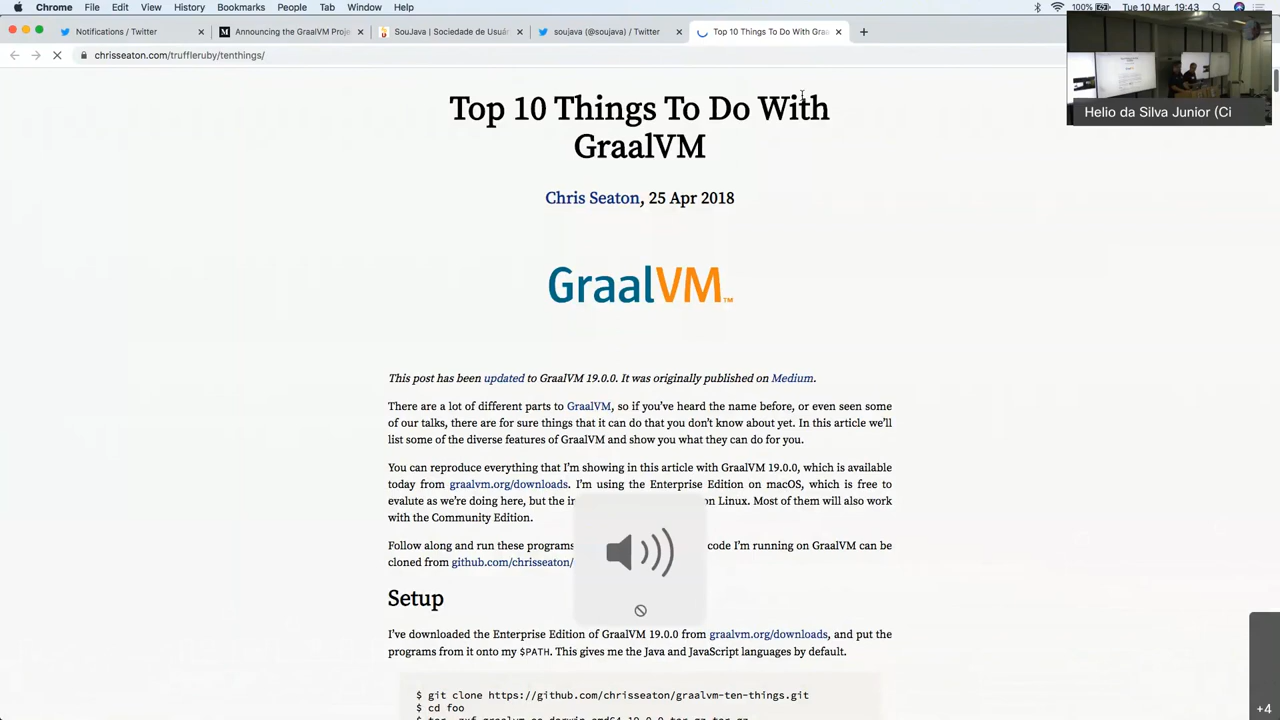 Chrome File Edit View History Bookmarks People Tab Window Help 100% Tue 10 Mar 19:43
Notifications / Twitter Announcing the GraalVM Proje SouJava | Sociedade de Usuá soujava (@soujava) / Twitter Top 10 Things To Do With Graa
chrisseaton.com/truffleruby/tenthings/
Helio da Silva Junior (Ci
Top 10 Things To Do With
GraalVM
Chris Seaton, 25 Apr 2018
GraalVM™
This post has been updated to GraalVM 19.0.0. It was originally published on Medium.
There are a lot of different parts to GraalVM, so if you've heard the name before, or even seen some
of our talks, there are for sure things that it can do that you don't know about yet. In this article we'll
list some of the diverse features of GraalVM and show you what they can do for you.
You can reproduce everything that I'm showing in this article with GraalVM 19.0.0, which is available
today from graalvm.org/downloads. I'm using the Enterprise Edition on macOS, which is free to
evalute as we're doing here, but the in on Linux. Most of them will also work
with the Community Edition.
Follow along and run these programs code I'm running on GraalVM can be
cloned from github.com/chrisseaton/
Setup
I've downloaded the Enterprise Edition of GraalVM 19.0.0 from graalvm.org/downloads, and put the
programs from it onto my $PATH. This gives me the Java and JavaScript languages by default.
$ git clone https://github.com/chrisseaton/graalvm-ten-things.git
$ cd foo
+4